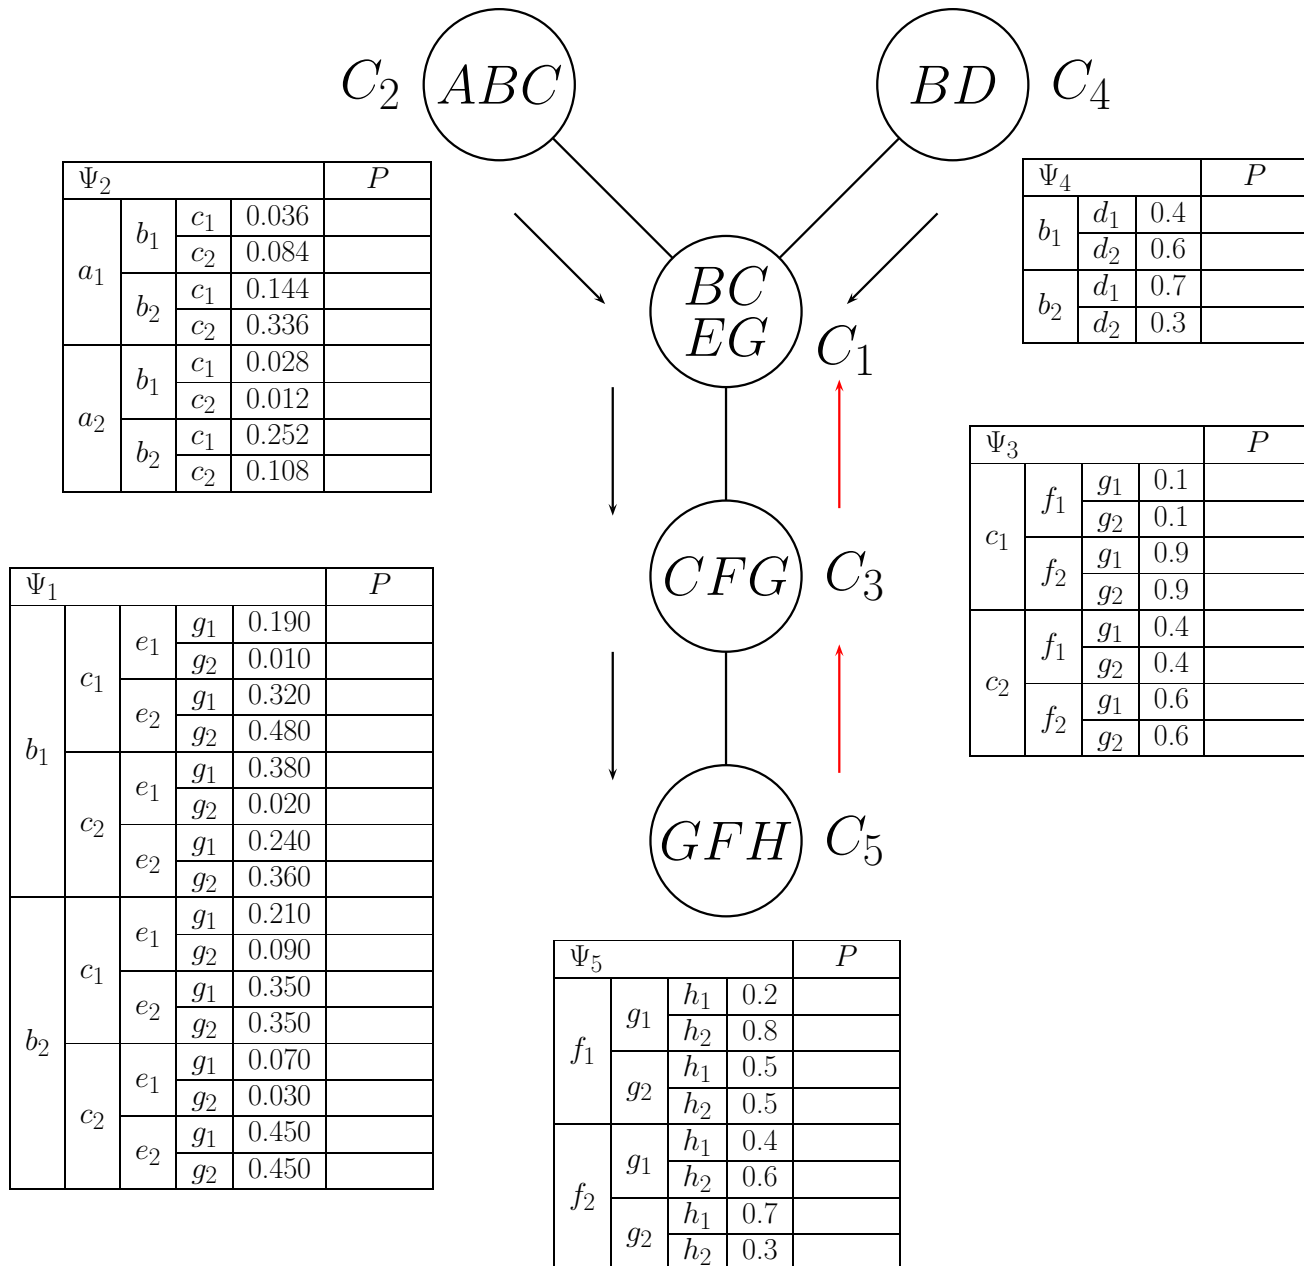 C2 ABC
BD C4
Ψ2 P
a1 b1 c1 0.036
c2 0.084
b2 c1 0.144
c2 0.336
a2 b1 c1 0.028
c2 0.012
b2 c1 0.252
c2 0.108
Ψ4 P
b1 d1 0.4
d2 0.6
b2 d1 0.7
d2 0.3
BC
EG
C1
Ψ3 P
c1 f1 g1 0.1
g2 0.1
f2 g1 0.9
g2 0.9
c2 f1 g1 0.4
g2 0.4
f2 g1 0.6
g2 0.6
CFG C3
Ψ1 P
b1 c1 e1 g1 0.190
g2 0.010
e2 g1 0.320
g2 0.480
c2 e1 g1 0.380
g2 0.020
e2 g1 0.240
g2 0.360
b2 c1 e1 g1 0.210
g2 0.090
e2 g1 0.350
g2 0.350
c2 e1 g1 0.070
g2 0.030
e2 g1 0.450
g2 0.450
GFH C5
Ψ5 P
f1 g1 h1 0.2
h2 0.8
g2 h1 0.5
h2 0.5
f2 g1 h1 0.4
h2 0.6
g2 h1 0.7
h2 0.3